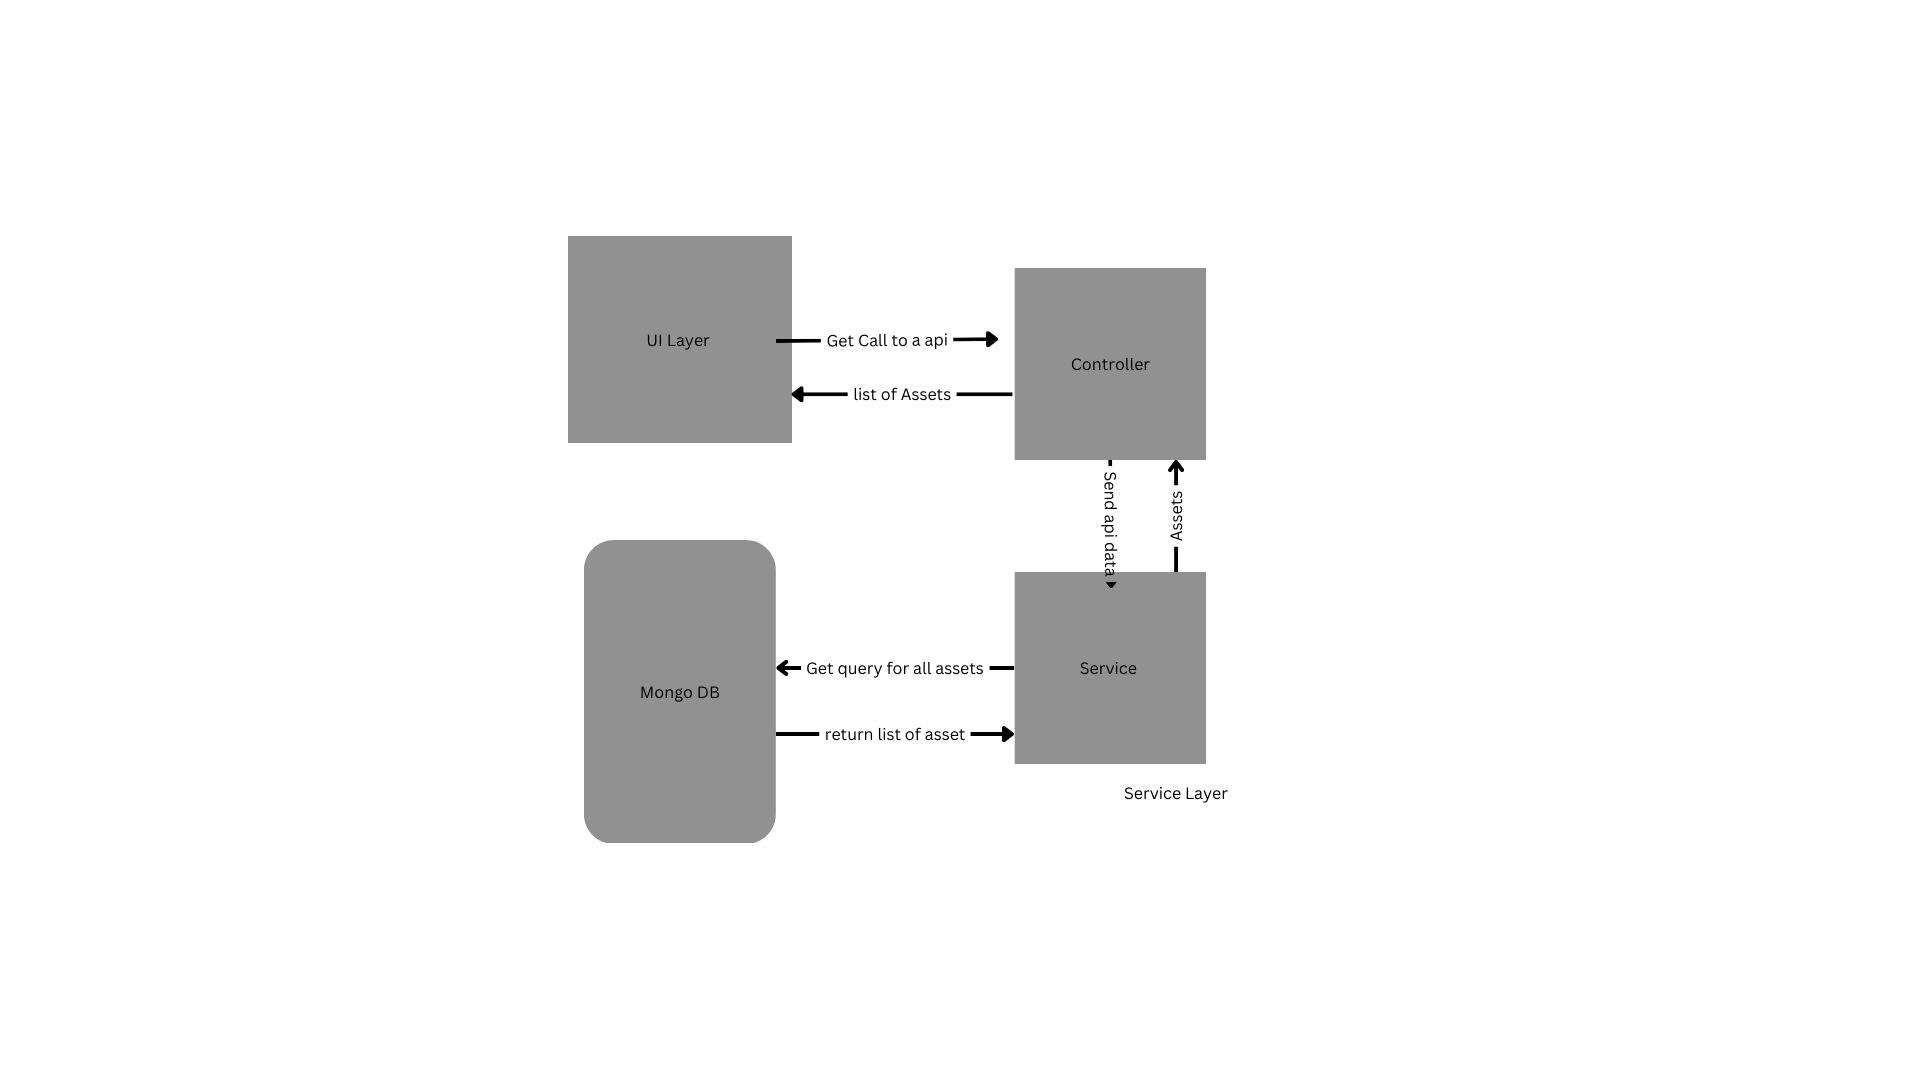 UI Layer
Get Call to a api
Controller
list of Assets
Send api data
Assets
Mongo DB
Get query for all assets
Service
return list of asset
Service Layer